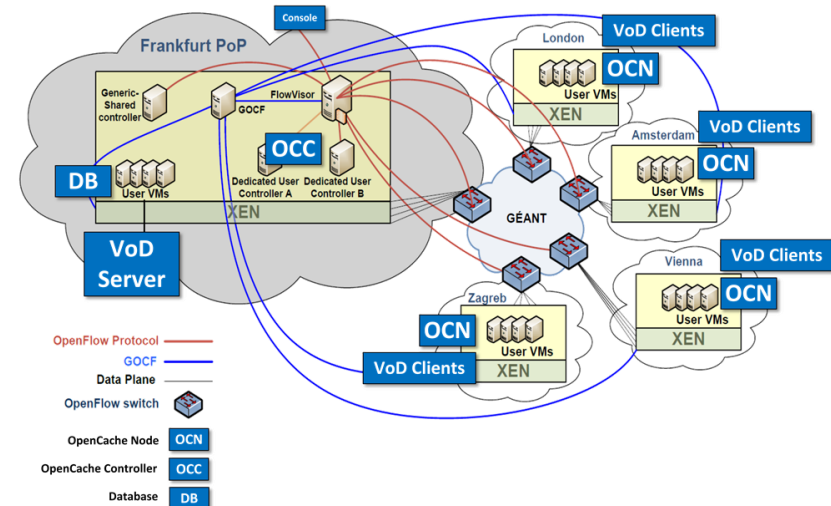 Console
Frankfurt PoP
Generic-
Shared
controller
GOCF
FlowVisor
OCC
DB
User VMs
Dedicated User
Controller A
Dedicated User
Controller B
XEN
VoD
Server
London
VoD Clients
OCN
User VMs
XEN
Amsterdam
VoD Clients
OCN
User VMs
XEN
GÉANT
Vienna
VoD Clients
OCN
User VMs
XEN
Zagreb
OCN
User VMs
VoD Clients
XEN
OpenFlow Protocol
GOCF
Data Plane
OpenFlow switch
OpenCache Node
OCN
OpenCache Controller
OCC
Database
DB